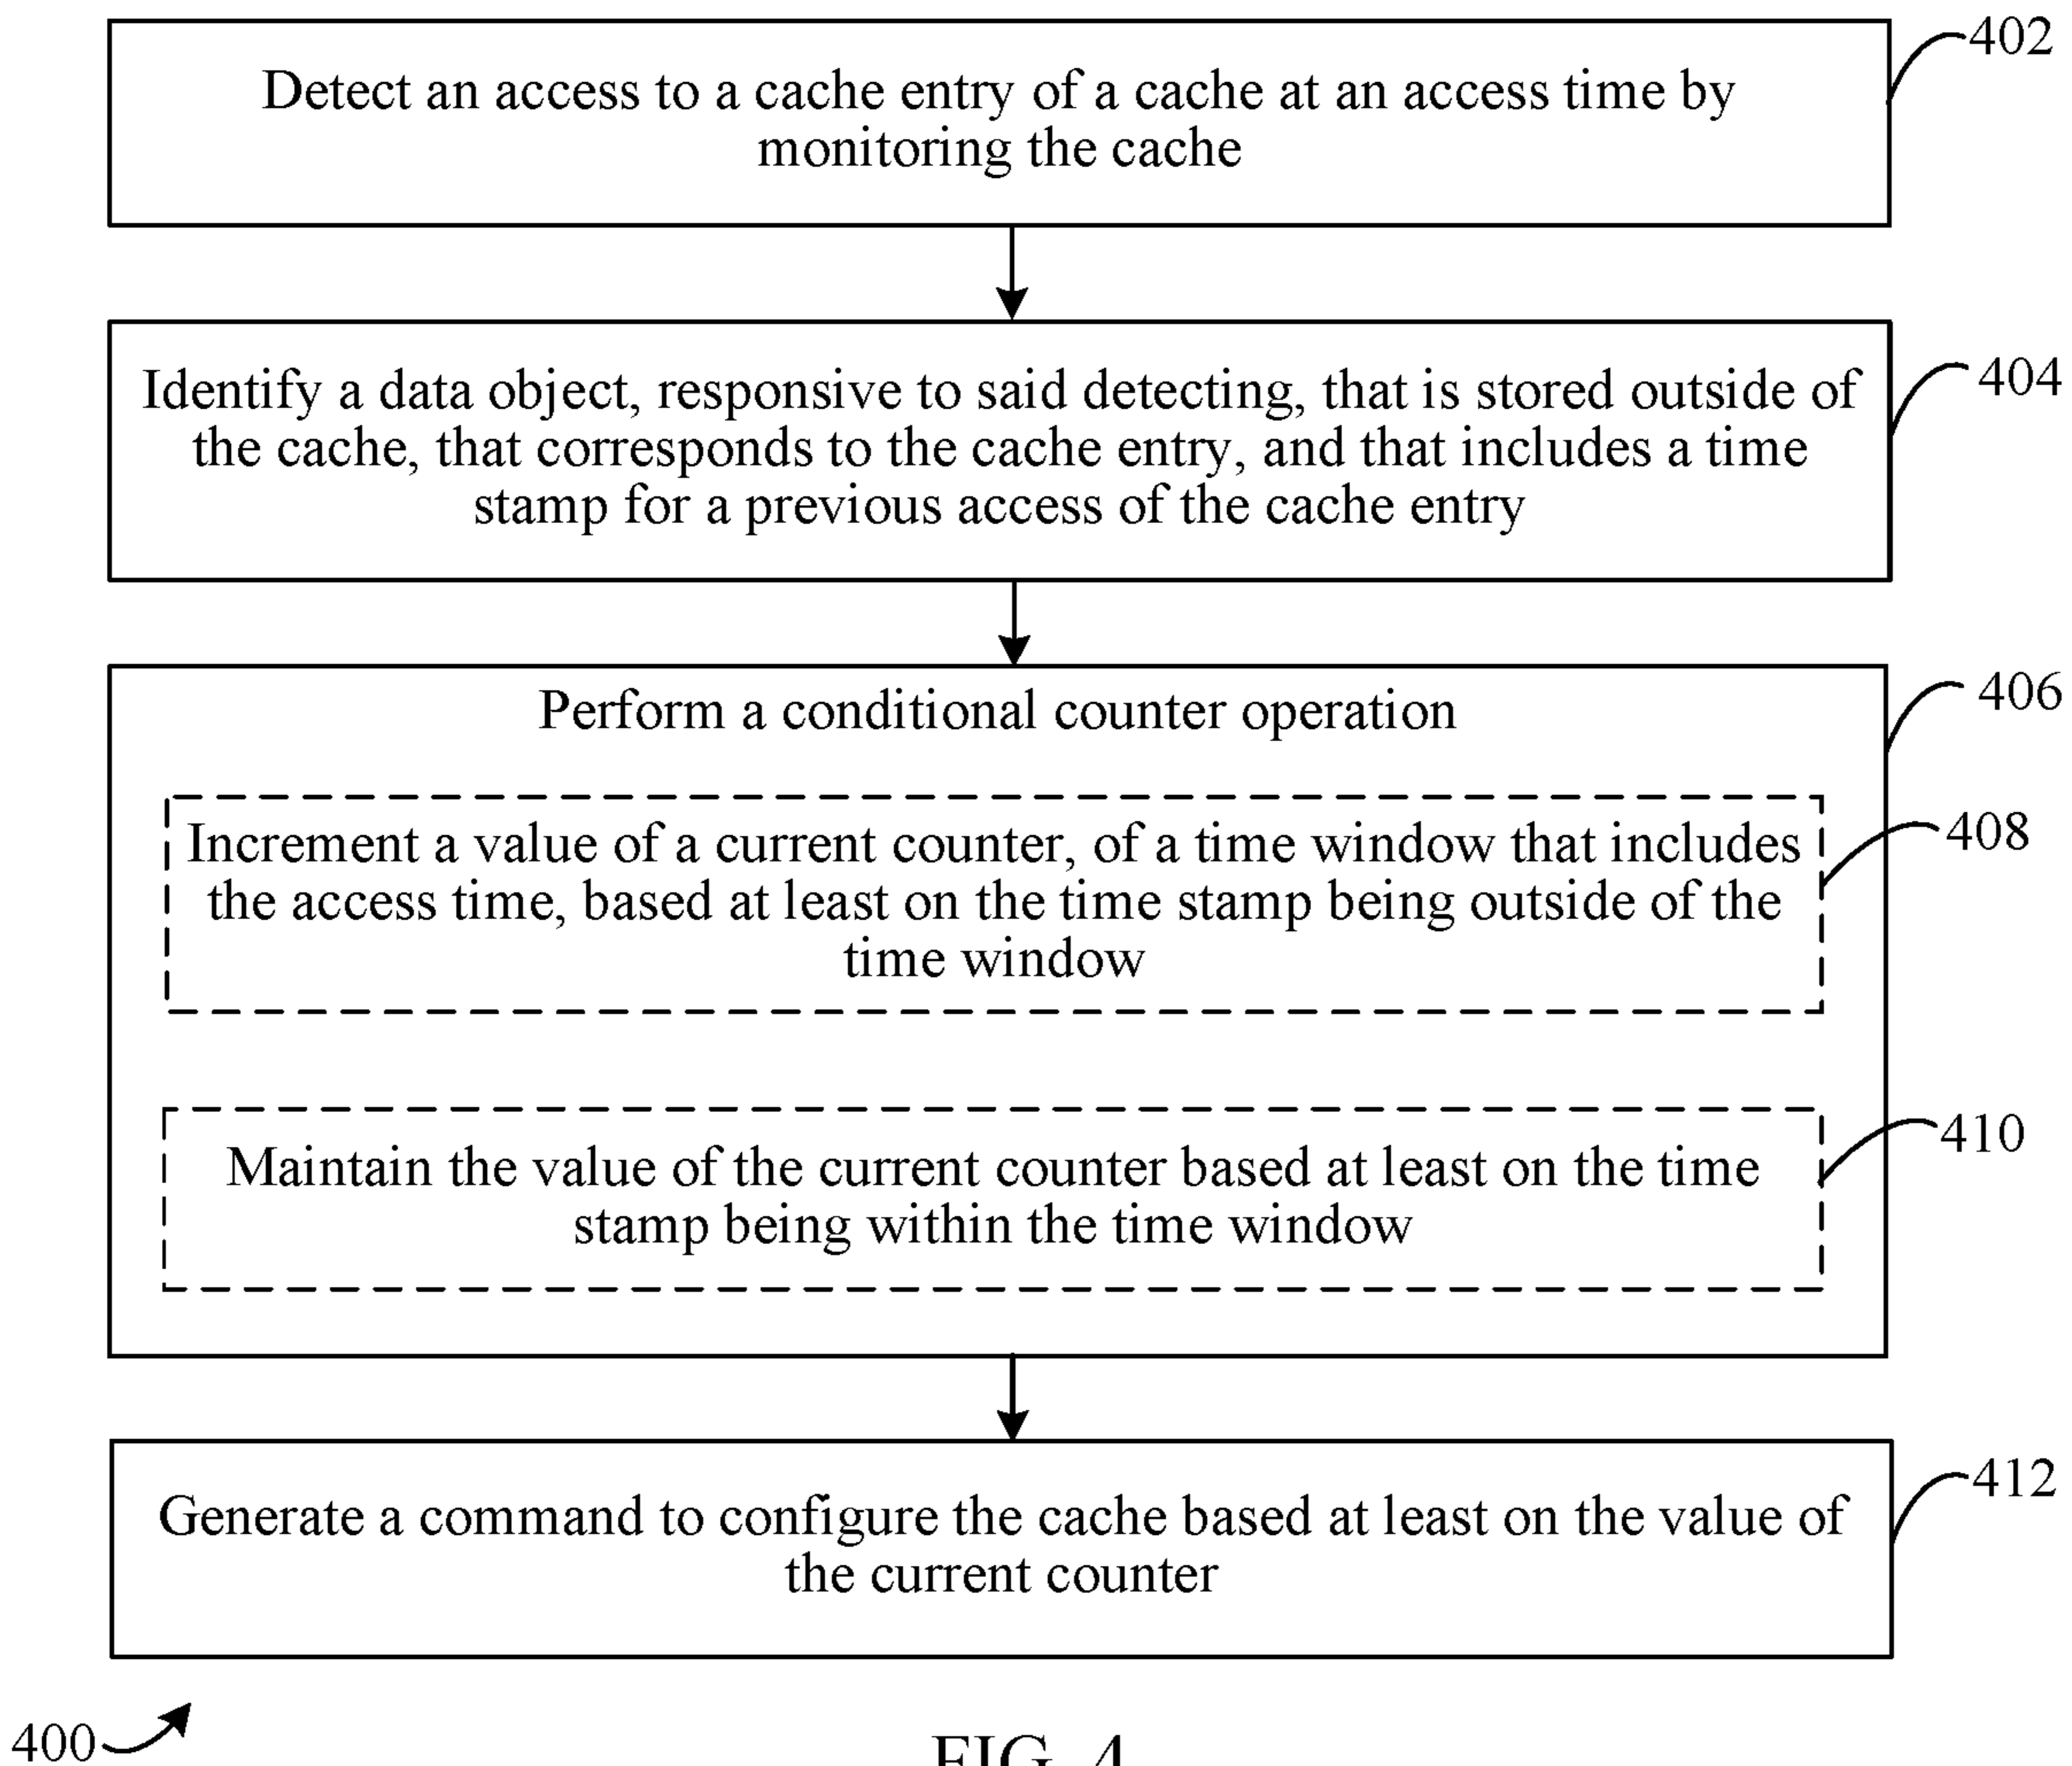 402
Detect an access to a cache entry of a cache at an access time by
monitoring the cache
404
Identify a data object, responsive to said detecting, that is stored outside of
the cache, that corresponds to the cache entry, and that includes a time
stamp for a previous access of the cache entry
406
Perform a conditional counter operation
408
Increment a value of a current counter, of a time window that includes
the access time, based at least on the time stamp being outside of the
time window
410
Maintain the value of the current counter based at least on the time
stamp being within the time window
412
Generate a command to configure the cache based at least on the value of
the current counter
400
FIG. 4